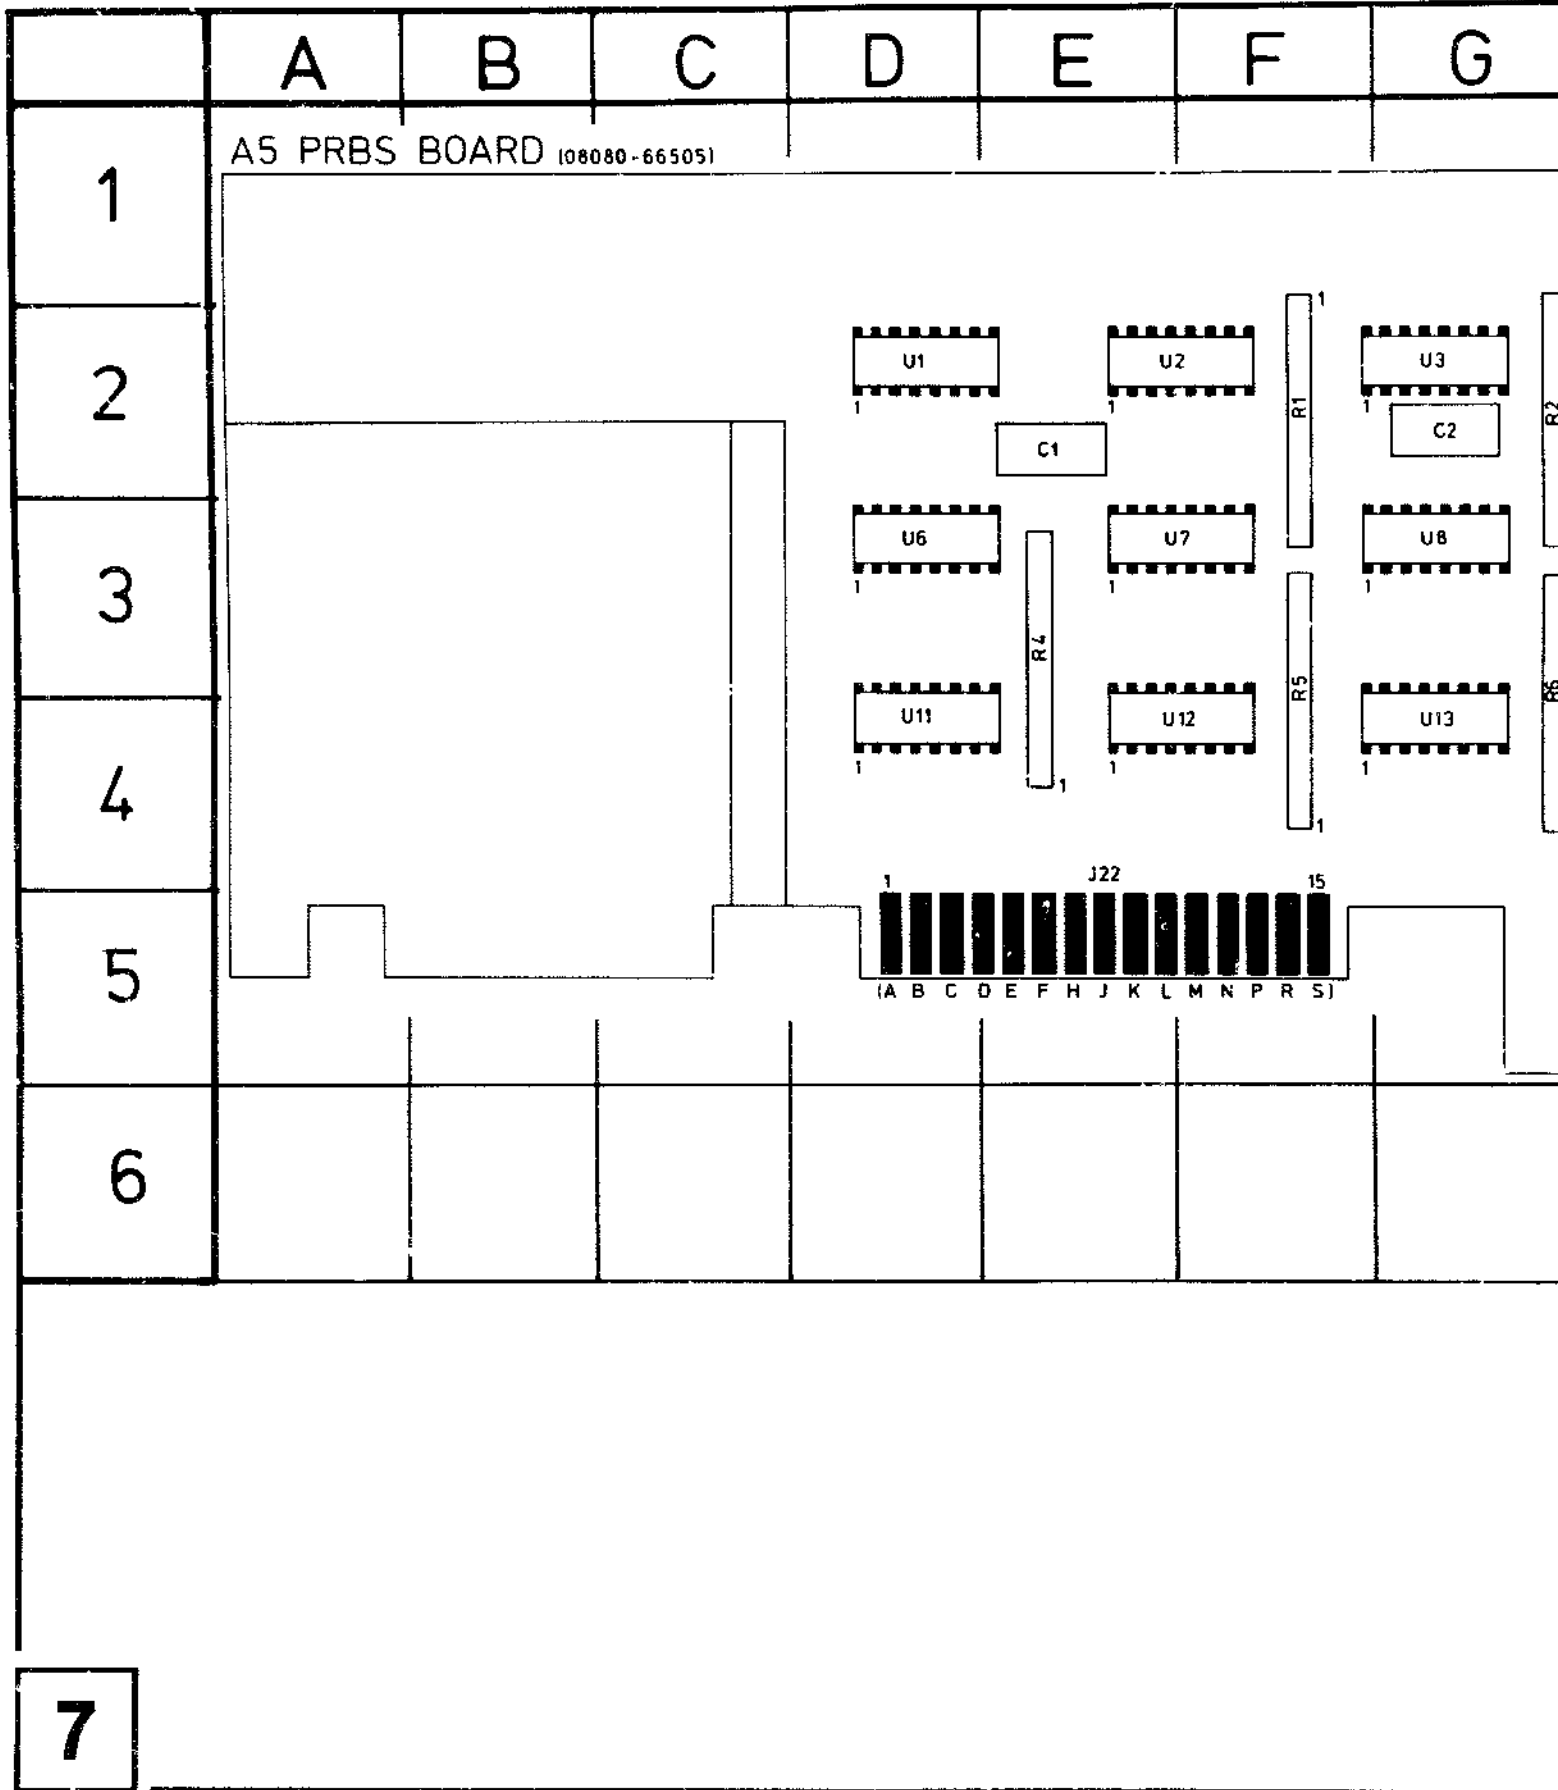 A B C D E F G
1
A5 PRBS BOARD (08080-66505)
1
2
U1
U2
U3
1
1
1
R1
R2
C1
C2
3
U6
U7
U8
1
1
1
R4
R5
R6
U11
U12
U13
1
1
1
1
1
4
J22
1
15
5
(A B C D E F H J K L M N P R S)
6
7